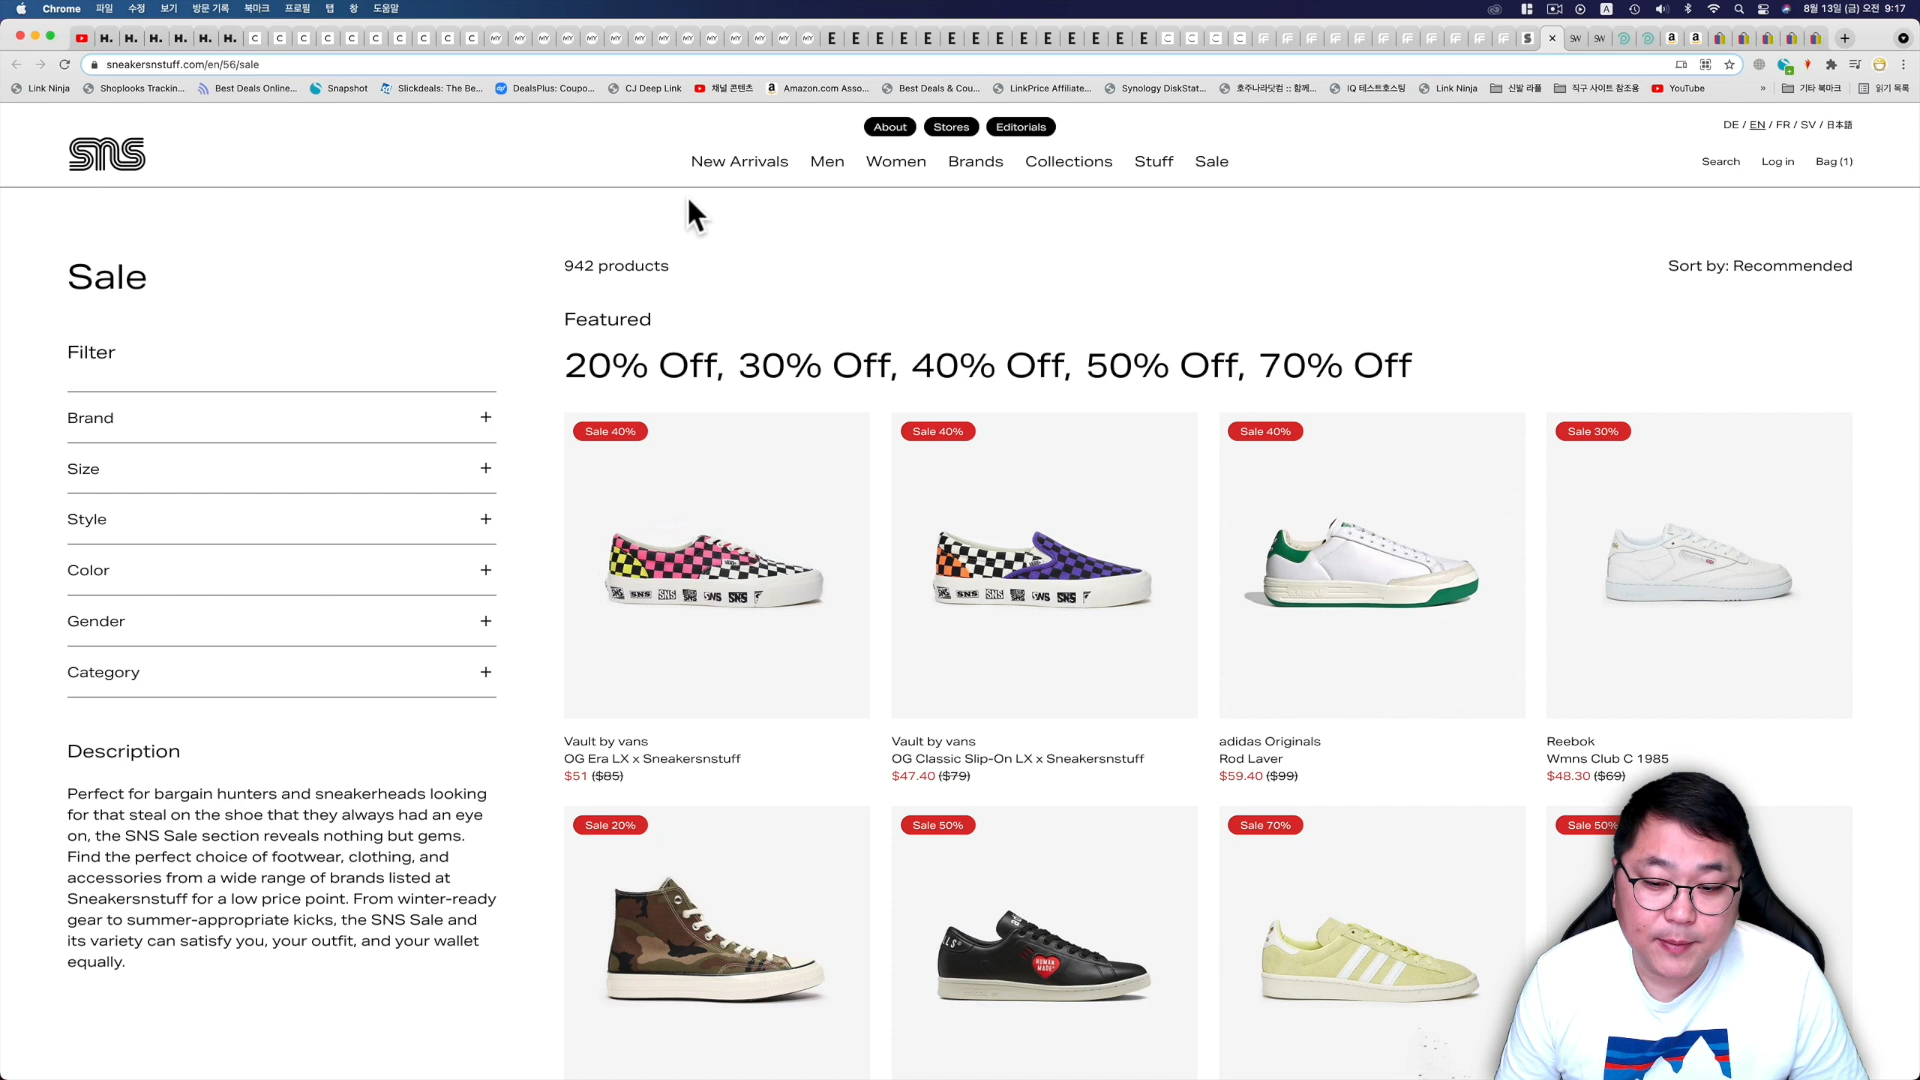 Chrome 파일 수정 보기 방문 기록 북마크 프로필 탭 창 도움말
8월 13일 (금) 오전 9:17
sneakersnstuff.com/en/56/sale
Link Ninja Shoplooks Trackin... Best Deals Online... Snapshot Slickdeals: The Be... DealsPlus: Coupo... CJ Deep Link 채널 콘텐츠 Amazon.com Asso... Best Deals & Cou... LinkPrice Affiliate... Synology DiskStat... 호주나라닷컴 :: 함께... IQ 테스트호스팅 Link Ninja 신발 라플 직구 사이트 참조용 YouTube » 기타 북마크 읽기 목록
About Stores Editorials
DE / EN / FR / SV / 日本語
sns
New Arrivals Men Women Brands Collections Stuff Sale
Search Log in Bag (1)
Sale
942 products
Sort by: Recommended
Featured
20% Off, 30% Off, 40% Off, 50% Off, 70% Off
Filter
Brand +
Size +
Style +
Color +
Gender +
Category +
Description
Perfect for bargain hunters and sneakerheads looking
for that steal on the shoe that they always had an eye
on, the SNS Sale section reveals nothing but gems.
Find the perfect choice of footwear, clothing, and
accessories from a wide range of brands listed at
Sneakersnstuff for a low price point. From winter-ready
gear to summer-appropriate kicks, the SNS Sale and
its variety can satisfy you, your outfit, and your wallet
equally.
Sale 40%
Vault by vans
OG Era LX x Sneakersnstuff
$51 ($85)
Sale 40%
Vault by vans
OG Classic Slip-On LX x Sneakersnstuff
$47.40 ($79)
Sale 40%
adidas Originals
Rod Laver
$59.40 ($99)
Sale 30%
Reebok
Wmns Club C 1985
$48.30 ($69)
Sale 20%
Sale 50%
HUMAN
MADE
Sale 70%
Sale 50%